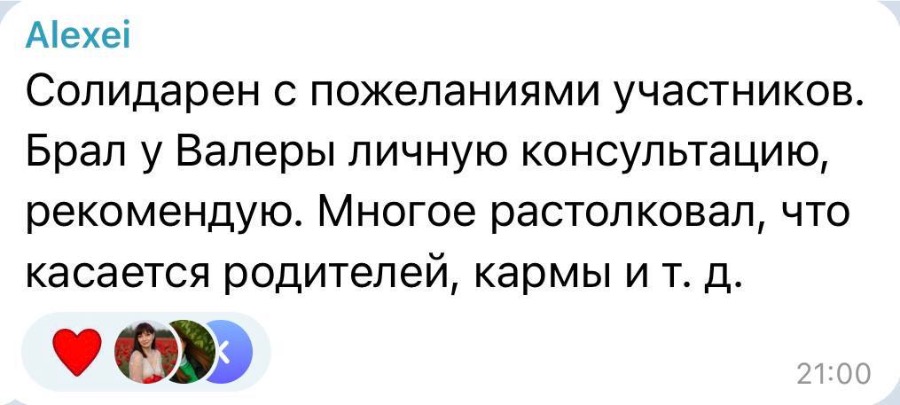 Alexei
Солидарен с пожеланиями участников.
Брал у Валеры личную консультацию,
рекомендую. Многое растолковал, что
касается родителей, кармы и т. д.
21:00